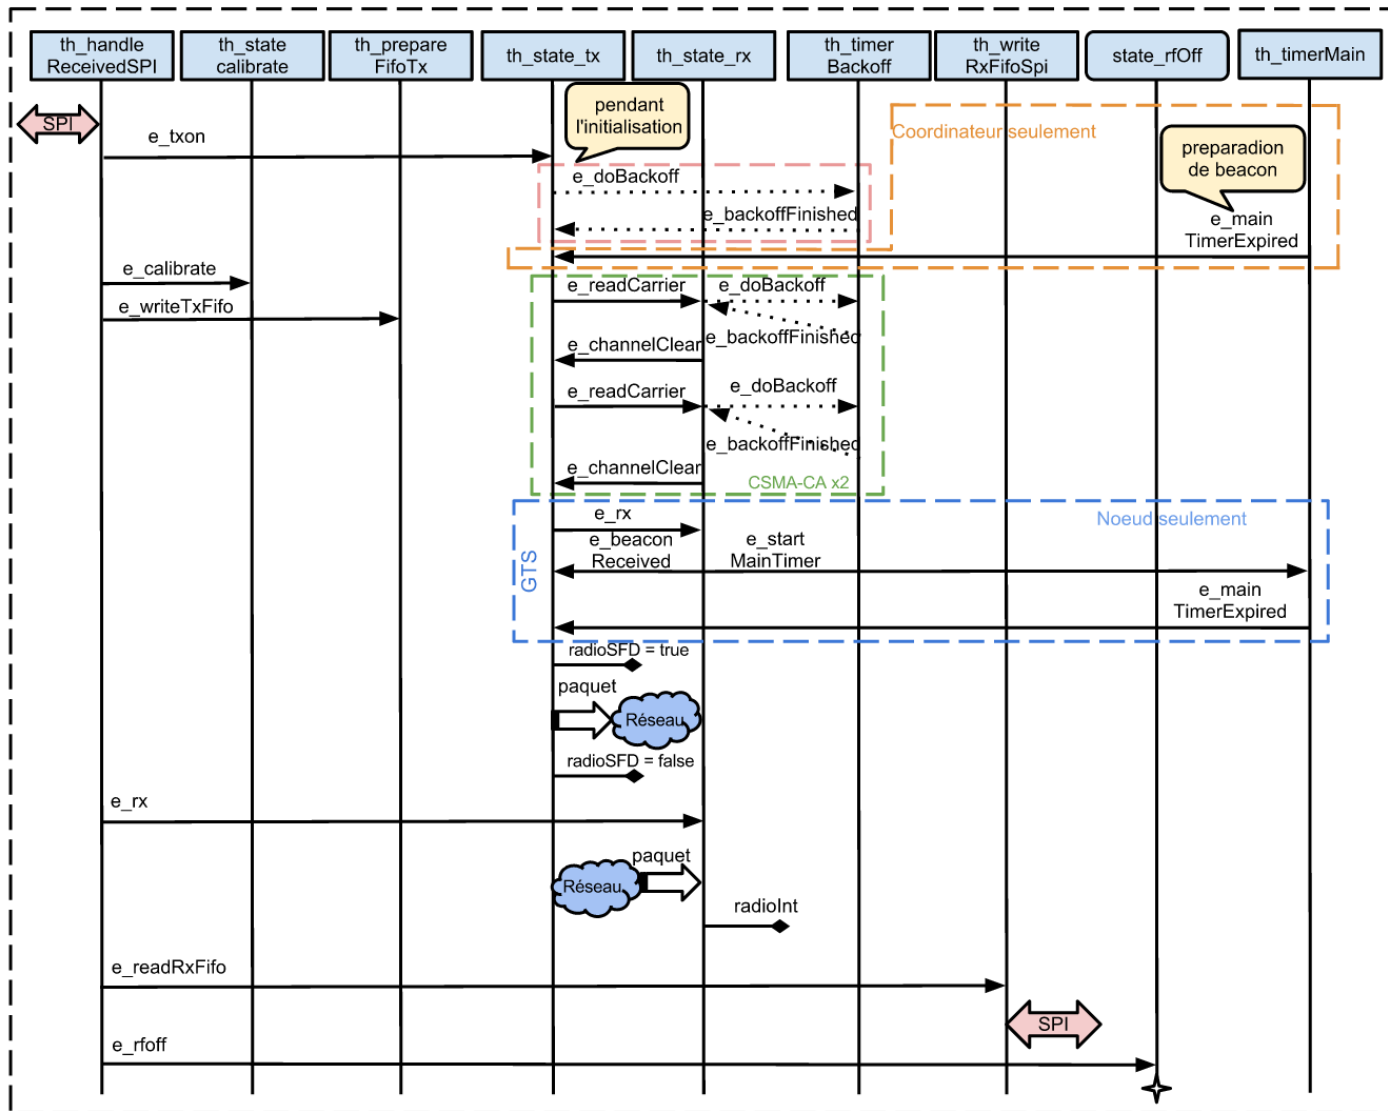 th_handle
ReceivedSPI
th_state
calibrate
th_prepare
FifoTx
th_state_tx
th_state_rx
th_timer
Backoff
th_write
RxFifoSpi
state_rfOff
th_timerMain
SPI
pendant
l'initialisation
e_txon
Coordinateur seulement
preparadion
de beacon
e_doBackoff
e_backoffFinished
e_main
TimerExpired
e_calibrate
e_readCarrier
e_doBackoff
e_writeTxFifo
e_backoffFinished
e_channelClear
e_readCarrier
e_doBackoff
e_backoffFinished
e_channelClear
CSMA-CA x2
e_rx
Noeud seulement
e_beacon
Received
e_start
MainTimer
GTS
e_main
TimerExpired
radioSFD = true
paquet
Réseau
radioSFD = false
e_rx
paquet
Réseau
radioInt
e_readRxFifo
SPI
e_rfoff